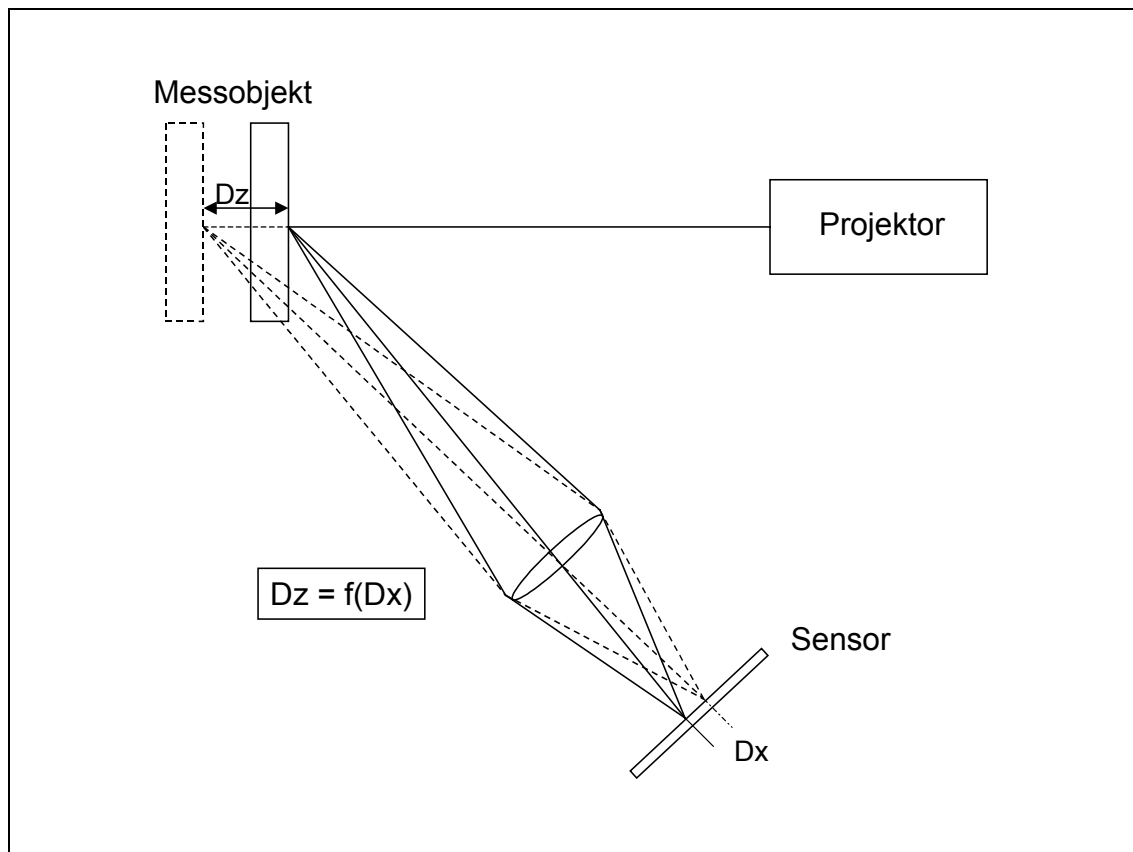 Messobjekt
Dz
Projektor
Dz = f(Dx)
Sensor
Dx